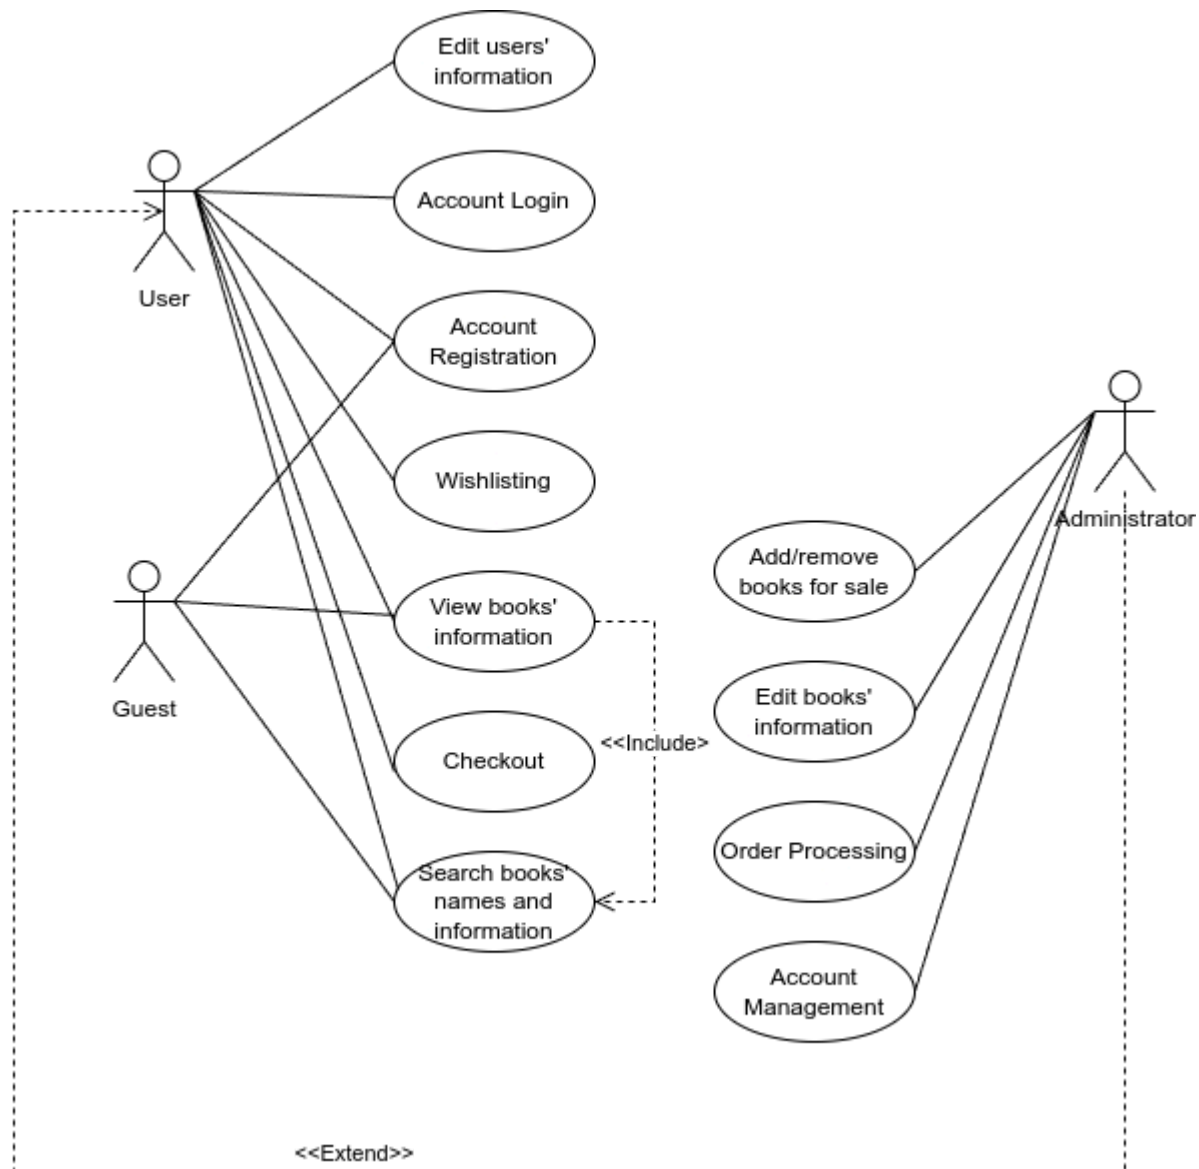 Edit users'
information
Account Login
User
Account
Registration
Wishlisting
Administrator
Add/remove
books for sale
View books'
information
Guest
Edit books'
information
<<Include>
Checkout
Order Processing
Search books'
names and
information
Account
Management
<<Extend>>